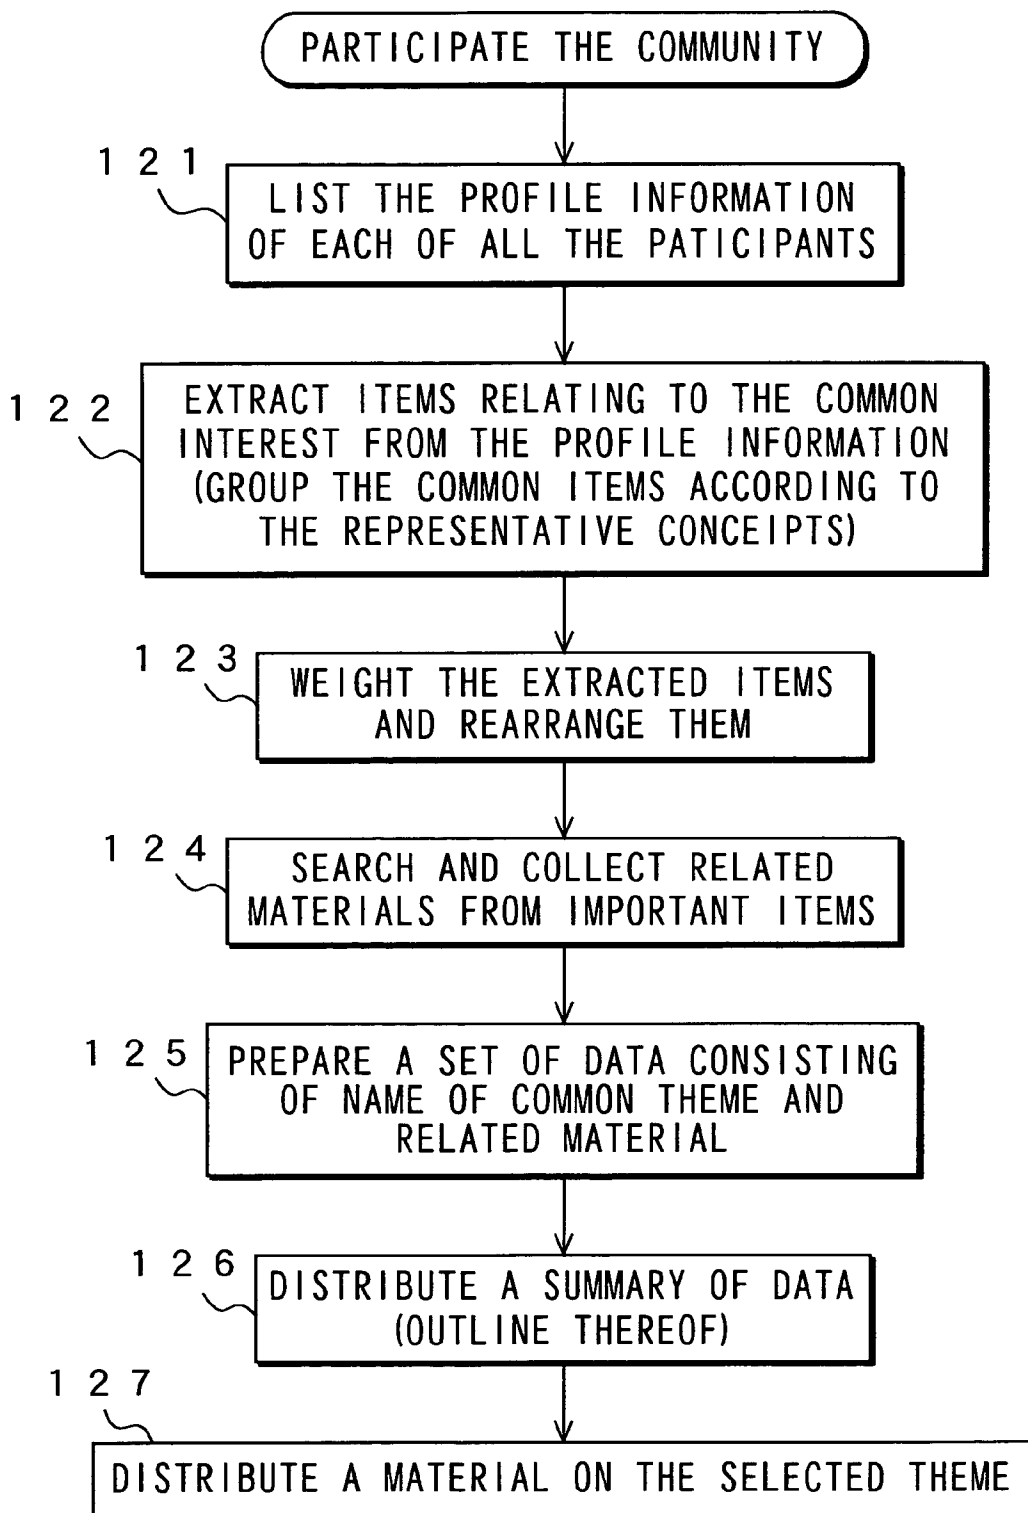 PARTICIPATE THE COMMUNITY
121
LIST THE PROFILE INFORMATION
OF EACH OF ALL THE PATICIPANTS
122
EXTRACT ITEMS RELATING TO THE COMMON
INTEREST FROM THE PROFILE INFORMATION
(GROUP THE COMMON ITEMS ACCORDING TO
THE REPRESENTATIVE CONCEIPTS)
123
WEIGHT THE EXTRACTED ITEMS
AND REARRANGE THEM
124
SEARCH AND COLLECT RELATED
MATERIALS FROM IMPORTANT ITEMS
125
PREPARE A SET OF DATA CONSISTING
OF NAME OF COMMON THEME AND
RELATED MATERIAL
126
DISTRIBUTE A SUMMARY OF DATA
(OUTLINE THEREOF)
127
DISTRIBUTE A MATERIAL ON THE SELECTED THEME